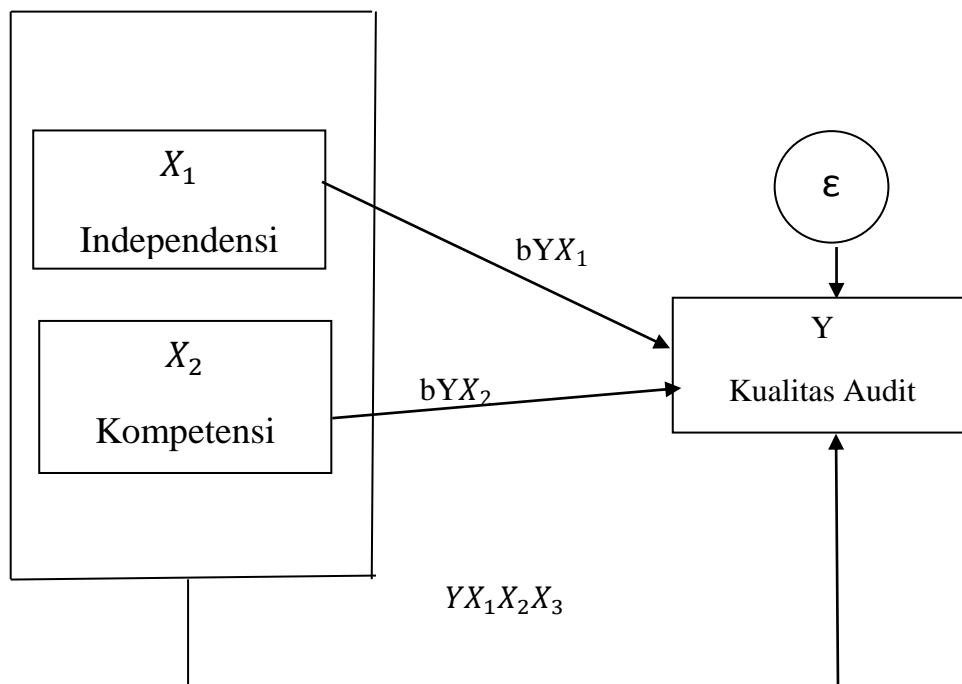 X₁
Independensi
bYX₁
ε
Y
Kualitas Audit
X₂
Kompetensi
bYX₂
YX₁X₂X₃